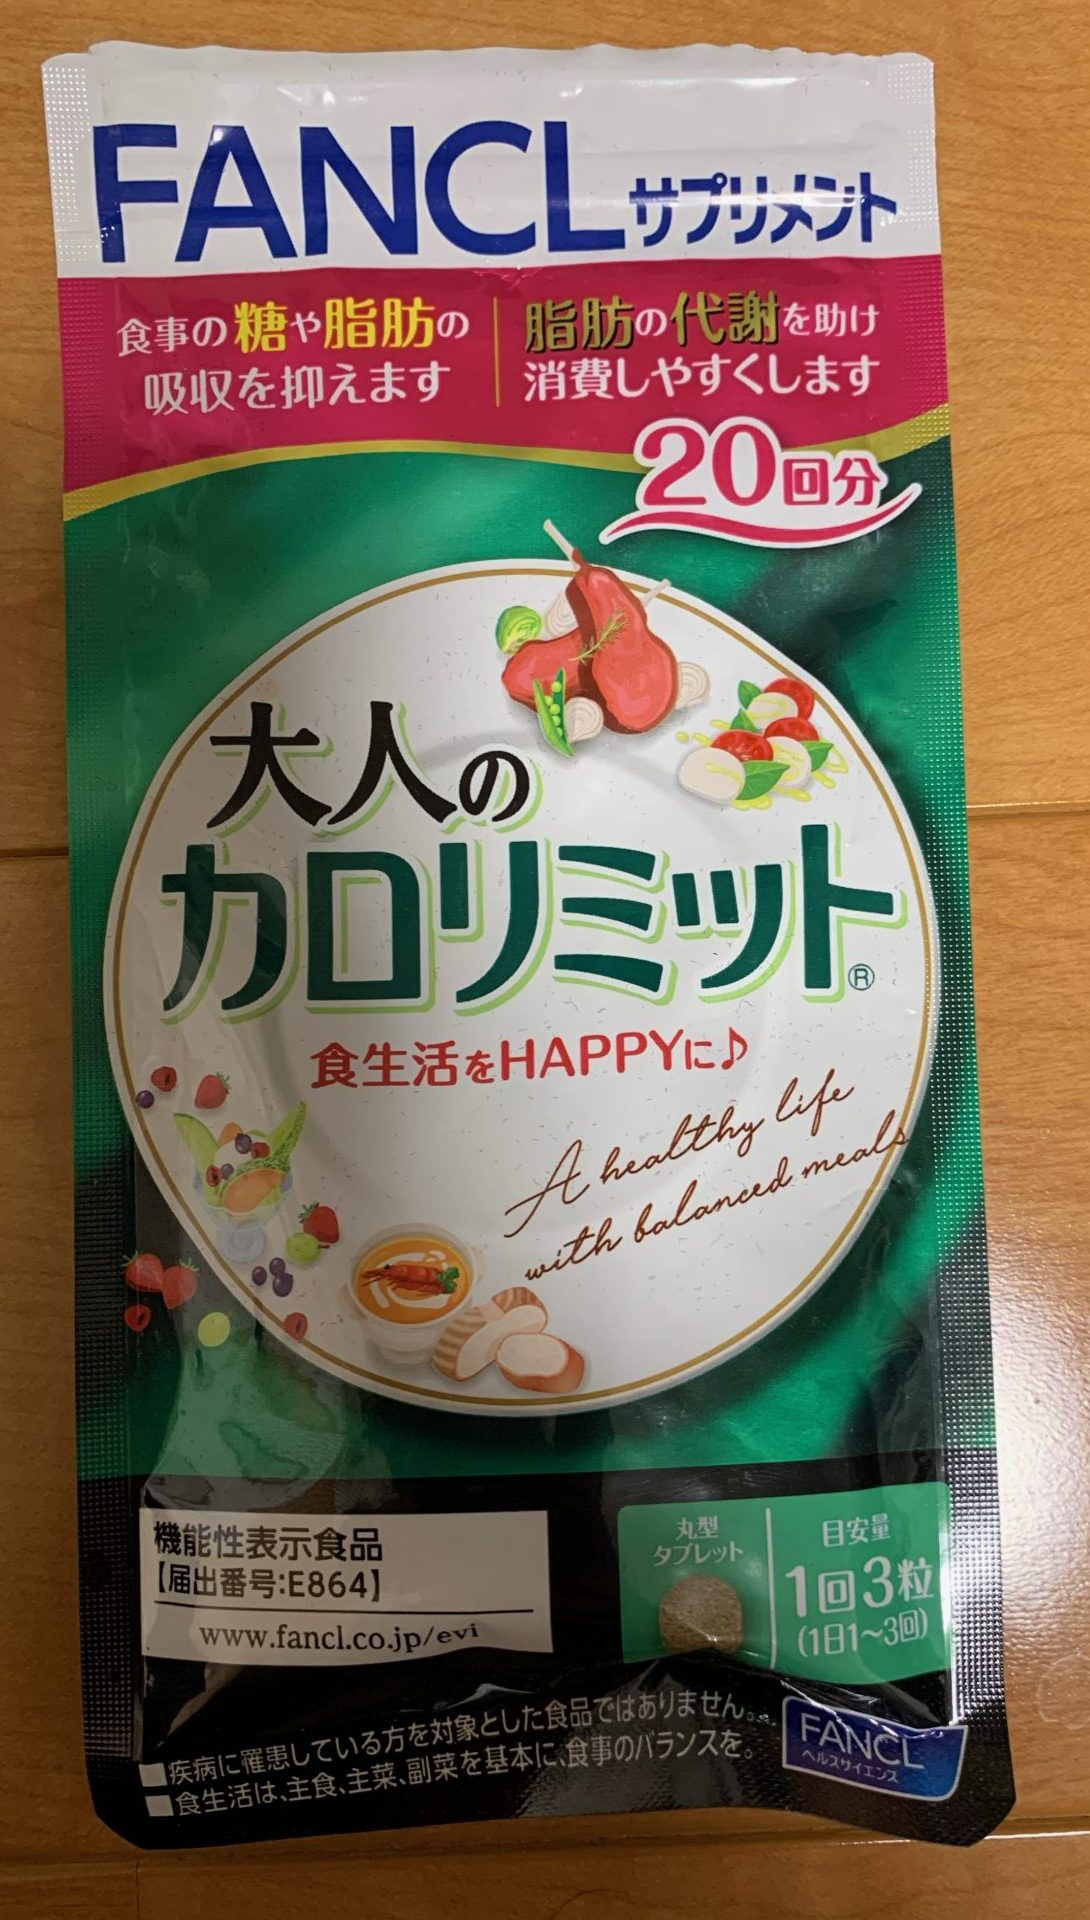 FANCL サプリメント
食事の糖や脂肪の
吸収を抑えます
脂肪の代謝を助け
消費しやすくします
20回分
大人の
カロリミット®
食生活をHAPPYに♪
A healthy life
with balanced meals
機能性表示食品
【届出番号:E864】
www.fancl.co.jp/evi
丸型
タブレット
目安量
1回3粒
(1日1~3回)
■疾病に罹患している方を対象とした食品ではありません。
■食生活は、主食、主菜、副菜を基本に、食事のバランスを。
FANCL
ヘルスサイエンス